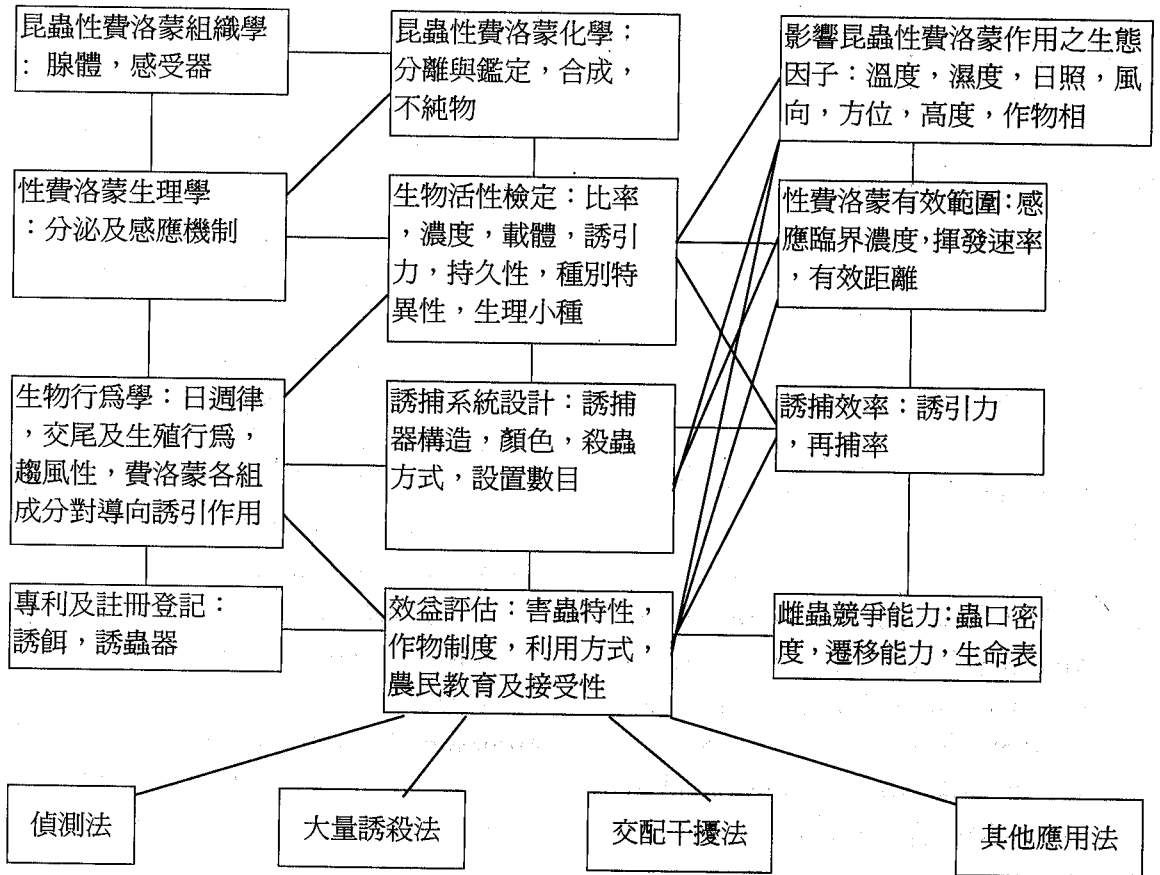 昆蟲性費洛蒙組織學
：腺體，感受器
昆蟲性費洛蒙化學：
分離與鑑定，合成，
不純物
影響昆蟲性費洛蒙作用之生態
因子：溫度，濕度，日照，風
向，方位，高度，作物相
性費洛蒙生理學
：分泌及感應機制
生物活性檢定：比率
，濃度，載體，誘引
力，持久性，種別特
異性，生理小種
性費洛蒙有效範圍：感
應臨界濃度，揮發速率
，有效距離
生物行為學：日週律
，交尾及生殖行為，
趨風性，費洛蒙各組
成分對導向誘引作用
誘捕系統設計：誘捕
器構造，顏色，殺蟲
方式，設置數目
誘捕效率：誘引力
，再捕率
專利及註冊登記：
誘餌，誘蟲器
效益評估：害蟲特性，
作物制度，利用方式，
農民教育及接受性
雌蟲競爭能力：蟲口密
度，遷移能力，生命表
偵測法
大量誘殺法
交配干擾法
其他應用法